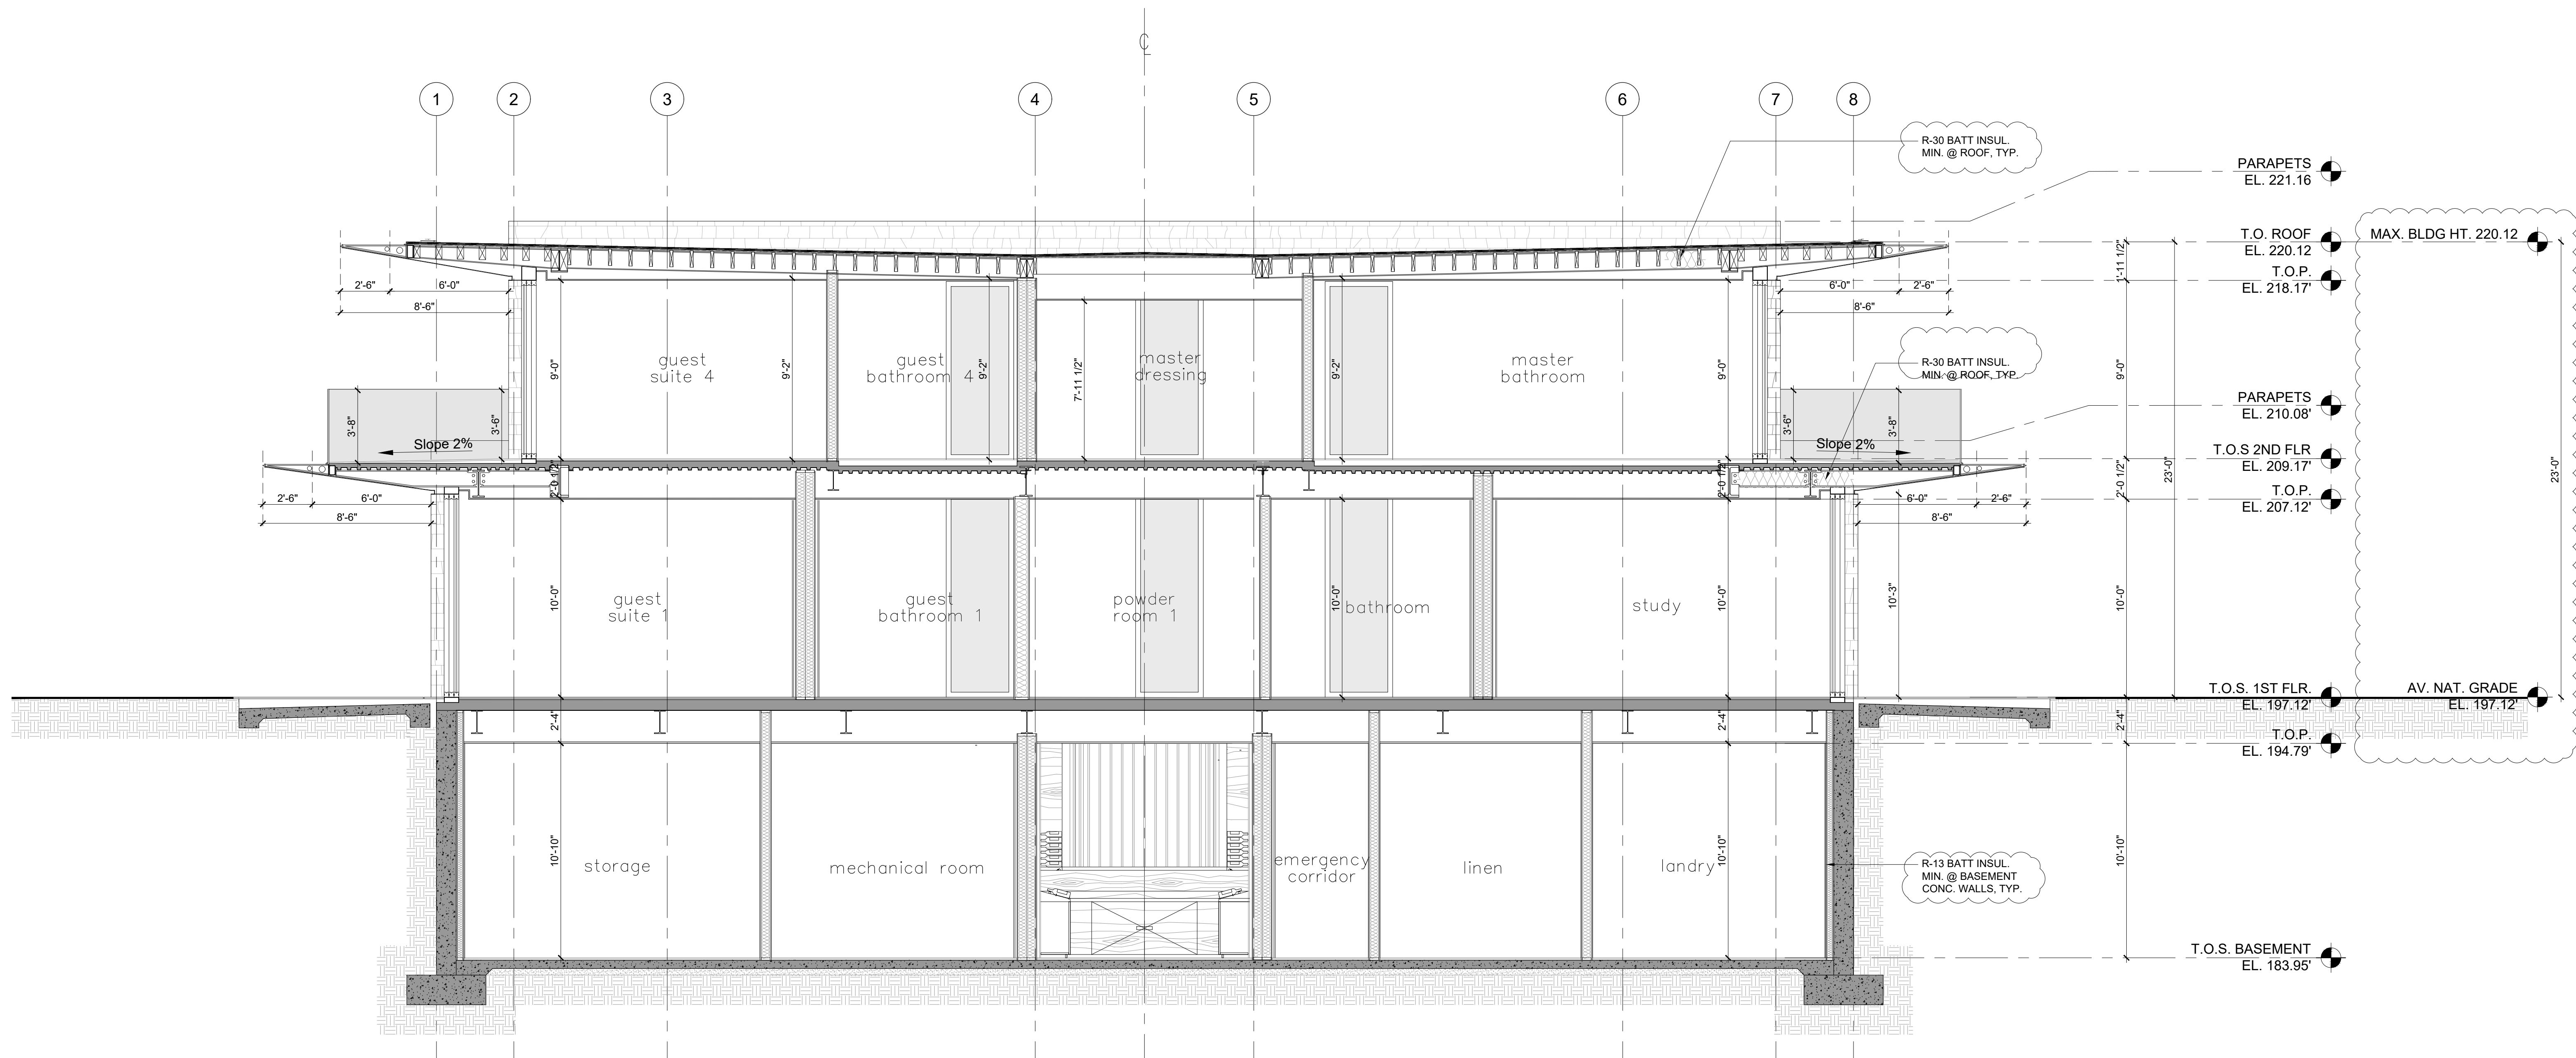 CL
1
2
3
4
5
6
7
8
R-30 BATT INSUL.
MIN. @ ROOF, TYP.
PARAPETS
EL. 221.16
T.O. ROOF
EL. 220.12
MAX. BLDG HT. 220.12
T.O.P.
EL. 218.17'
1'-11 1/2"
2'-6"
6'-0"
8'-6"
6'-0"
2'-6"
8'-6"
guest
suite 4
guest
bathroom 4
master
dressing
master
bathroom
9'-0"
9'-2"
9'-2"
7'-11 1/2"
9'-2"
9'-0"
9'-0"
R-30 BATT INSUL.
MIN. @ ROOF, TYP.
3'-8"
3'-6"
3'-6"
3'-8"
Slope 2%
Slope 2%
PARAPETS
EL. 210.08'
T.O.S 2ND FLR
EL. 209.17'
T.O.P.
EL. 207.12'
2'-0 1/2"
2'-0 1/2"
2'-0 1/2"
23'-0"
23'-0"
2'-6"
6'-0"
8'-6"
6'-0"
2'-6"
8'-6"
guest
suite 1
guest
bathroom 1
powder
room 1
bathroom
study
10'-0"
10'-0"
10'-0"
10'-3"
10'-0"
T.O.S. 1ST FLR.
EL. 197.12'
AV. NAT. GRADE
EL. 197.12'
2'-4"
2'-4"
2'-4"
T.O.P.
EL. 194.79'
storage
mechanical room
emergency
corridor
linen
landry
10'-10"
10'-10"
10'-10"
R-13 BATT INSUL.
MIN. @ BASEMENT
CONC. WALLS, TYP.
T.O.S. BASEMENT
EL. 183.95'